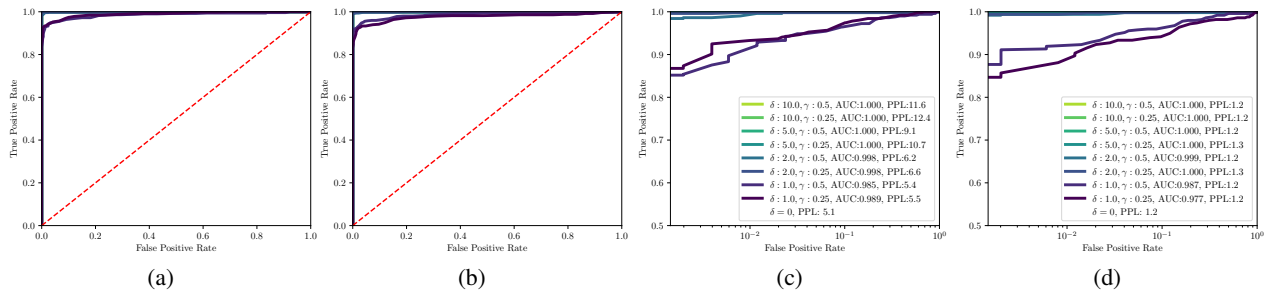 1.0
0.8
0.6
0.4
0.2
0.0
True Positive Rate
0.0 0.2 0.4 0.6 0.8 1.0
False Positive Rate
(a)
1.0
0.8
0.6
0.4
0.2
0.0
True Positive Rate
0.0 0.2 0.4 0.6 0.8 1.0
False Positive Rate
(b)
1.0
0.9
0.8
0.7
0.6
0.5
True Positive Rate
δ : 10.0, γ : 0.5, AUC:1.000, PPL:11.6
δ : 10.0, γ : 0.25, AUC:1.000, PPL:12.4
δ : 5.0, γ : 0.5, AUC:1.000, PPL:9.1
δ : 5.0, γ : 0.25, AUC:1.000, PPL:10.7
δ : 2.0, γ : 0.5, AUC:0.998, PPL:6.2
δ : 2.0, γ : 0.25, AUC:0.998, PPL:6.6
δ : 1.0, γ : 0.5, AUC:0.985, PPL:5.4
δ : 1.0, γ : 0.25, AUC:0.989, PPL:5.5
δ = 0, PPL: 5.1
10⁻² 10⁻¹ 10⁰
False Positive Rate
(c)
1.0
0.9
0.8
0.7
0.6
0.5
True Positive Rate
δ : 10.0, γ : 0.5, AUC:1.000, PPL:1.2
δ : 10.0, γ : 0.25, AUC:1.000, PPL:1.2
δ : 5.0, γ : 0.5, AUC:1.000, PPL:1.2
δ : 5.0, γ : 0.25, AUC:1.000, PPL:1.3
δ : 2.0, γ : 0.5, AUC:0.999, PPL:1.2
δ : 2.0, γ : 0.25, AUC:1.000, PPL:1.3
δ : 1.0, γ : 0.5, AUC:0.987, PPL:1.2
δ : 1.0, γ : 0.25, AUC:0.977, PPL:1.2
δ = 0, PPL: 1.2
10⁻² 10⁻¹ 10⁰
False Positive Rate
(d)